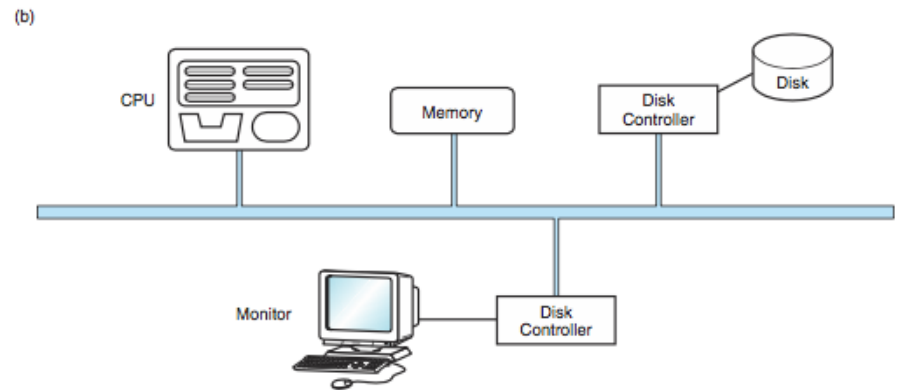 (b)
CPU
Memory
Disk
Controller
Disk
Monitor
Disk
Controller